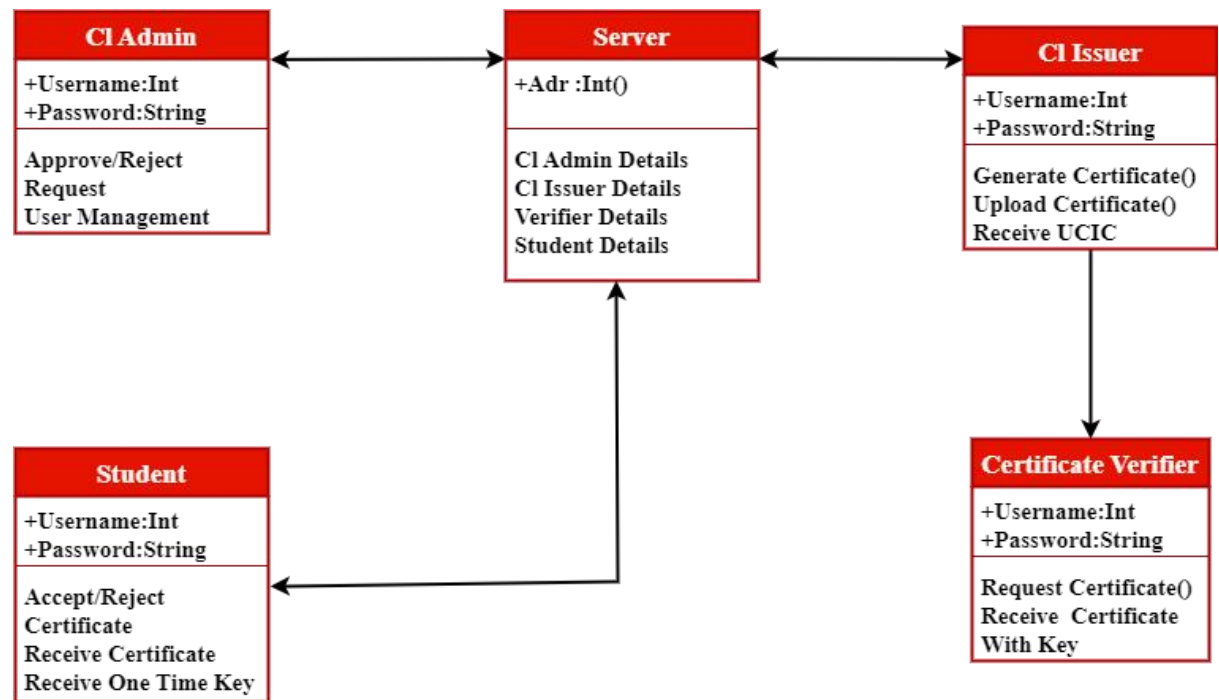 Cl Admin
+Username:Int
+Password:String
Approve/Reject
Request
User Management
Server
+Adr :Int()
Cl Admin Details
Cl Issuer Details
Verifier Details
Student Details
Cl Issuer
+Username:Int
+Password:String
Generate Certificate()
Upload Certificate()
Receive UCIC
Student
+Username:Int
+Password:String
Accept/Reject
Certificate
Receive Certificate
Receive One Time Key
Certificate Verifier
+Username:Int
+Password:String
Request Certificate()
Receive  Certificate
With Key